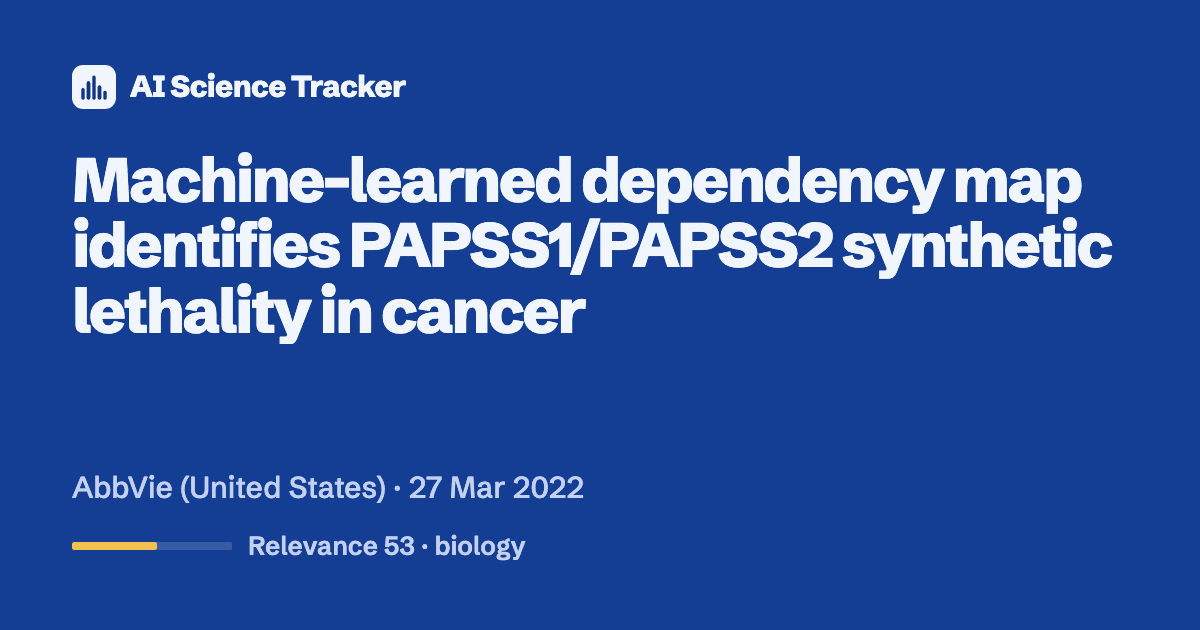 AI Science Tracker
Machine-learned dependency map
identifies PAPSS1/PAPSS2 synthetic
lethality in cancer
AbbVie (United States) · 27 Mar 2022
Relevance 53 · biology